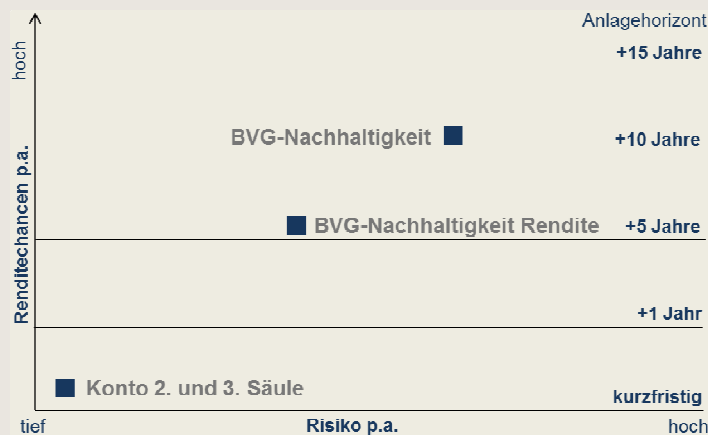 Anlagehorizont
hoch
+15 Jahre
BVG-Nachhaltigkeit
+10 Jahre
Renditechancen p.a.
BVG-Nachhaltigkeit Rendite
+5 Jahre
+1 Jahr
Konto 2. und 3. Säule
kurzfristig
tief
Risiko p.a.
hoch